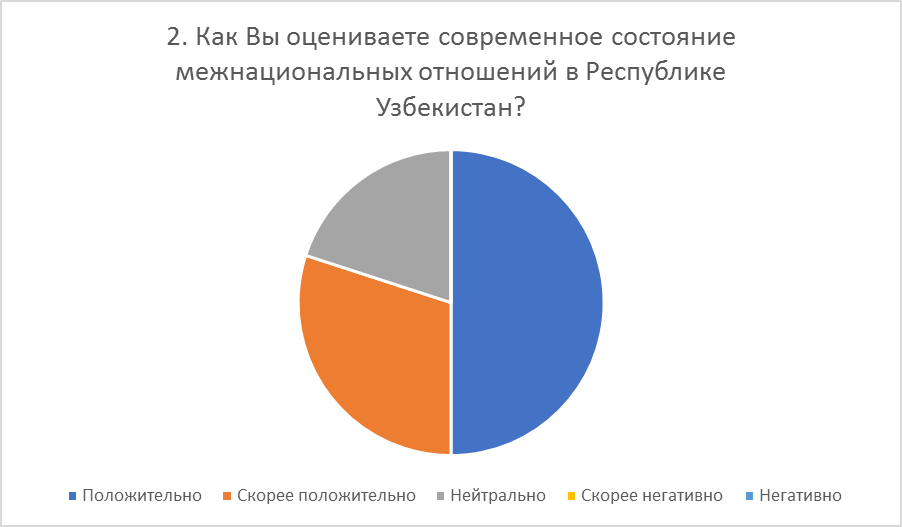 2. Как Вы оцениваете современное состояние
межнациональных отношений в Республике
Узбекистан?
Положительно Скорее положительно Нейтрально Скорее негативно Негативно